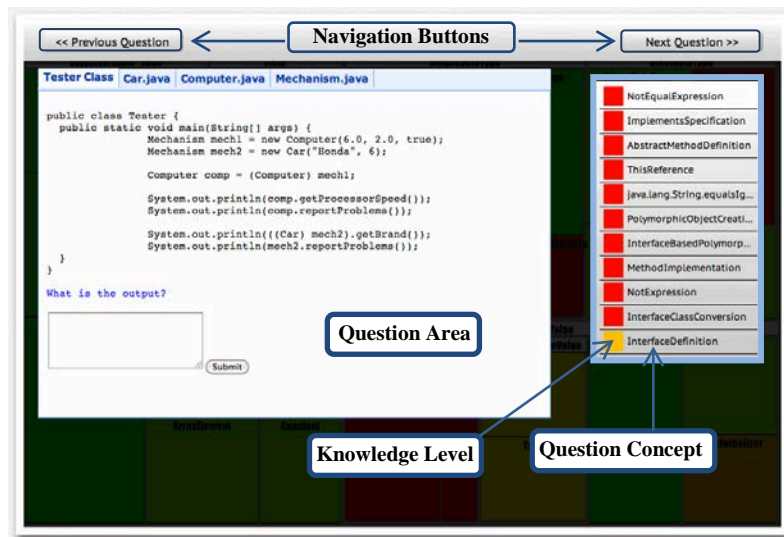 << Previous Question
Navigation Buttons
Next Question >>
Tester Class Car.java Computer.java Mechanism.java
public class Tester {
public static void main(String[] args) {
Mechanism mech1 = new Computer(6.0, 2.0, true);
Mechanism mech2 = new Car("Honda", 6);
Computer comp = (Computer) mech1;
System.out.println(comp.getProcessorSpeed());
System.out.println(comp.reportProblems());
System.out.println(((Car) mech2).getBrand());
System.out.println(mech2.reportProblems());
}
}
What is the output?
Submit
Question Area
NotEqualExpression
ImplementsSpecification
AbstractMethodDefinition
ThisReference
java.lang.String.equalsIg...
PolymorphicObjectCreati...
InterfaceBasedPolymorp...
MethodImplementation
NotExpression
InterfaceClassConversion
InterfaceDefinition
Knowledge Level
Question Concept
ArrayElement
Constant